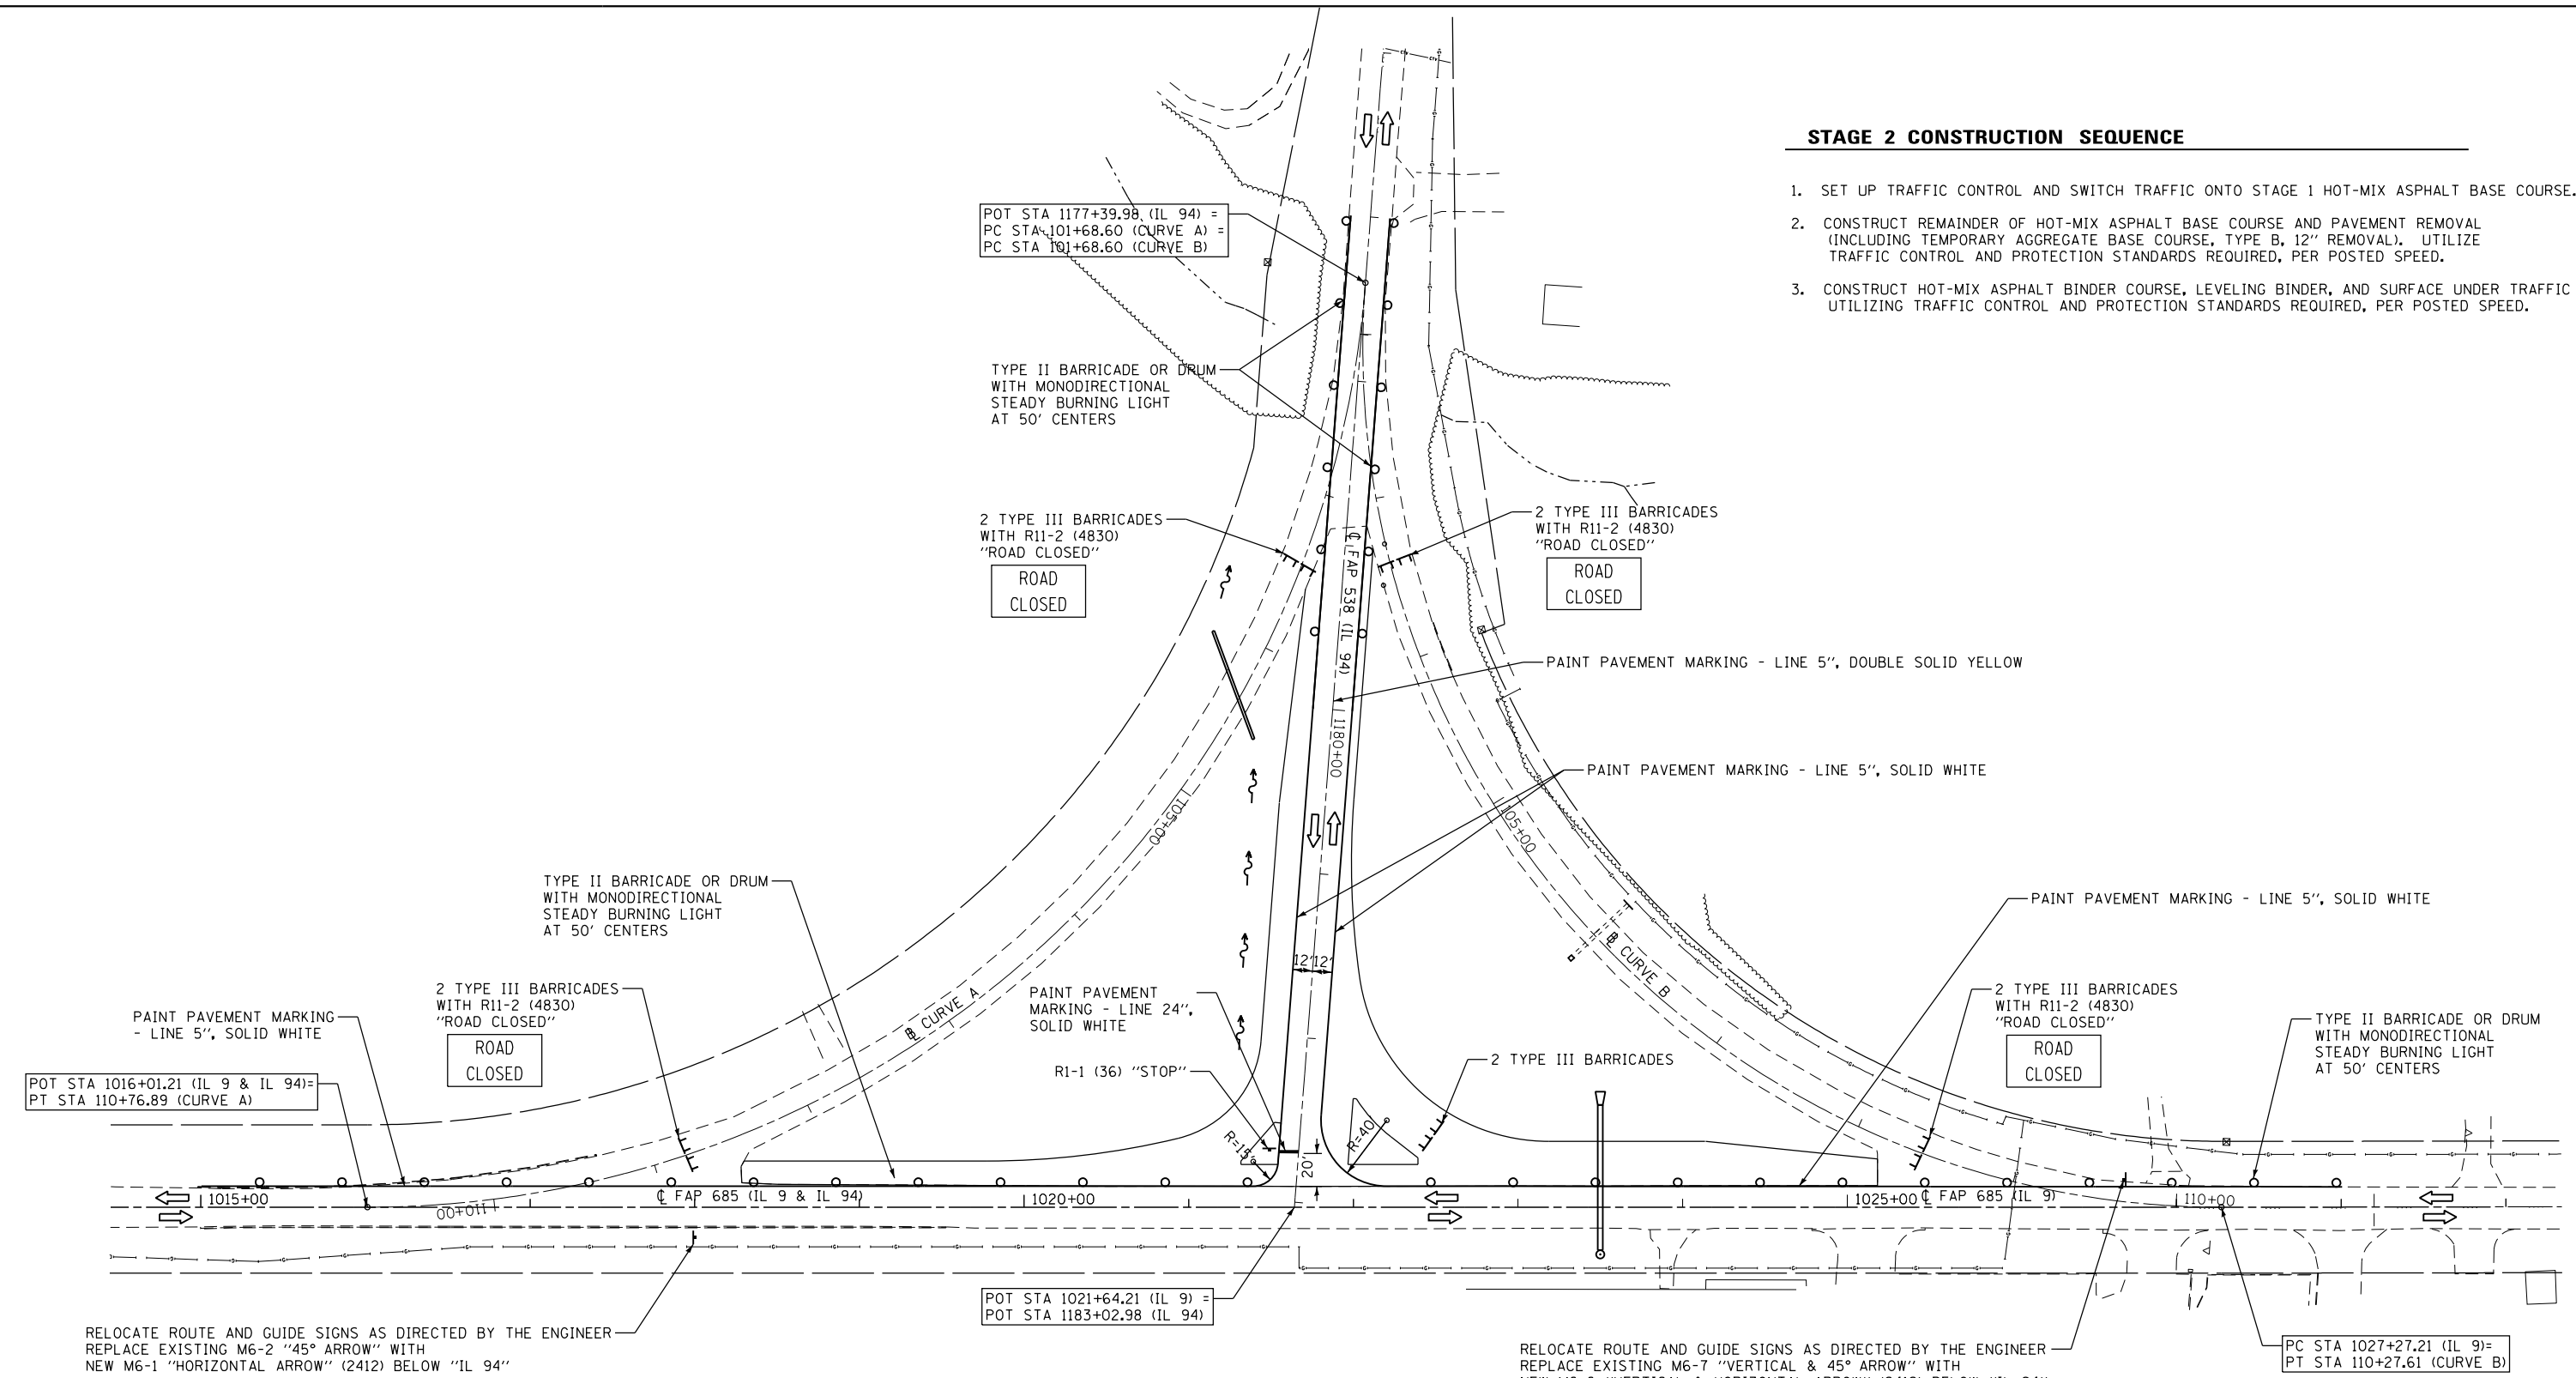 STAGE 2 CONSTRUCTION SEQUENCE
1. SET UP TRAFFIC CONTROL AND SWITCH TRAFFIC ONTO STAGE 1 HOT-MIX ASPHALT BASE COURSE.
2. CONSTRUCT REMAINDER OF HOT-MIX ASPHALT BASE COURSE AND PAVEMENT REMOVAL
(INCLUDING TEMPORARY AGGREGATE BASE COURSE, TYPE B, 12" REMOVAL). UTILIZE
TRAFFIC CONTROL AND PROTECTION STANDARDS REQUIRED, PER POSTED SPEED.
3. CONSTRUCT HOT-MIX ASPHALT BINDER COURSE, LEVELING BINDER, AND SURFACE UNDER TRAFFIC
UTILIZING TRAFFIC CONTROL AND PROTECTION STANDARDS REQUIRED, PER POSTED SPEED.
POT STA 1177+39.98 (IL 94) =
PC STA 101+68.60 (CURVE A) =
PC STA 101+68.60 (CURVE B)
TYPE II BARRICADE OR DRUM
WITH MONODIRECTIONAL
STEADY BURNING LIGHT
AT 50' CENTERS
2 TYPE III BARRICADES
WITH R11-2 (4830)
"ROAD CLOSED"
ROAD
CLOSED
2 TYPE III BARRICADES
WITH R11-2 (4830)
"ROAD CLOSED"
ROAD
CLOSED
℄ FAP 538 (IL 94)
PAINT PAVEMENT MARKING - LINE 5", DOUBLE SOLID YELLOW
1180+00
PAINT PAVEMENT MARKING - LINE 5", SOLID WHITE
105+00
105+00
TYPE II BARRICADE OR DRUM
WITH MONODIRECTIONAL
STEADY BURNING LIGHT
AT 50' CENTERS
PAINT PAVEMENT MARKING - LINE 5", SOLID WHITE
℄ CURVE A
℄ CURVE B
12' 12'
2 TYPE III BARRICADES
WITH R11-2 (4830)
"ROAD CLOSED"
ROAD
CLOSED
PAINT PAVEMENT
MARKING - LINE 24",
SOLID WHITE
2 TYPE III BARRICADES
WITH R11-2 (4830)
"ROAD CLOSED"
ROAD
CLOSED
PAINT PAVEMENT MARKING
- LINE 5", SOLID WHITE
TYPE II BARRICADE OR DRUM
WITH MONODIRECTIONAL
STEADY BURNING LIGHT
AT 50' CENTERS
R1-1 (36) "STOP"
2 TYPE III BARRICADES
POT STA 1016+01.21 (IL 9 & IL 94)=
PT STA 110+76.89 (CURVE A)
R=15'
R=40'
20'
1015+00
110+00
℄ FAP 685 (IL 9 & IL 94)
1020+00
1025+00
℄ FAP 685 (IL 9)
110+00
POT STA 1021+64.21 (IL 9) =
POT STA 1183+02.98 (IL 94)
RELOCATE ROUTE AND GUIDE SIGNS AS DIRECTED BY THE ENGINEER
REPLACE EXISTING M6-2 "45° ARROW" WITH
NEW M6-1 "HORIZONTAL ARROW" (2412) BELOW "IL 94"
RELOCATE ROUTE AND GUIDE SIGNS AS DIRECTED BY THE ENGINEER
REPLACE EXISTING M6-7 "VERTICAL & 45° ARROW" WITH
PC STA 1027+27.21 (IL 9)=
PT STA 110+27.61 (CURVE B)